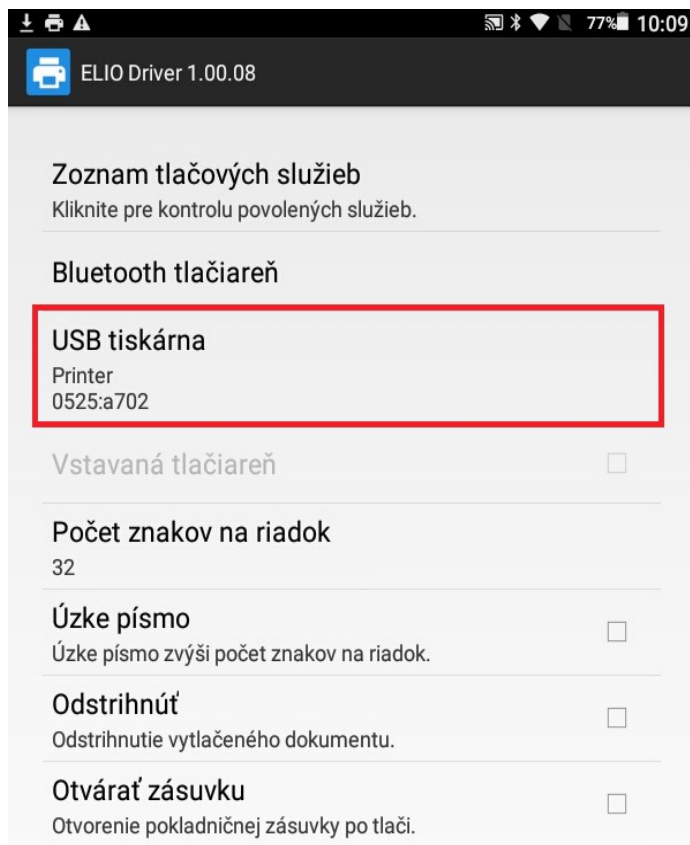 77% 10:09
ELIO Driver 1.00.08
Zoznam tlačových služieb
Kliknite pre kontrolu povolených služieb.
Bluetooth tlačiareň
USB tiskárna
Printer
0525:a702
Vstavaná tlačiareň
Počet znakov na riadok
32
Úzke písmo
Úzke písmo zvýši počet znakov na riadok.
Odstrihnúť
Odstrihnutie vytlačeného dokumentu.
Otvárať zásuvku
Otvorenie pokladničnej zásuvky po tlači.